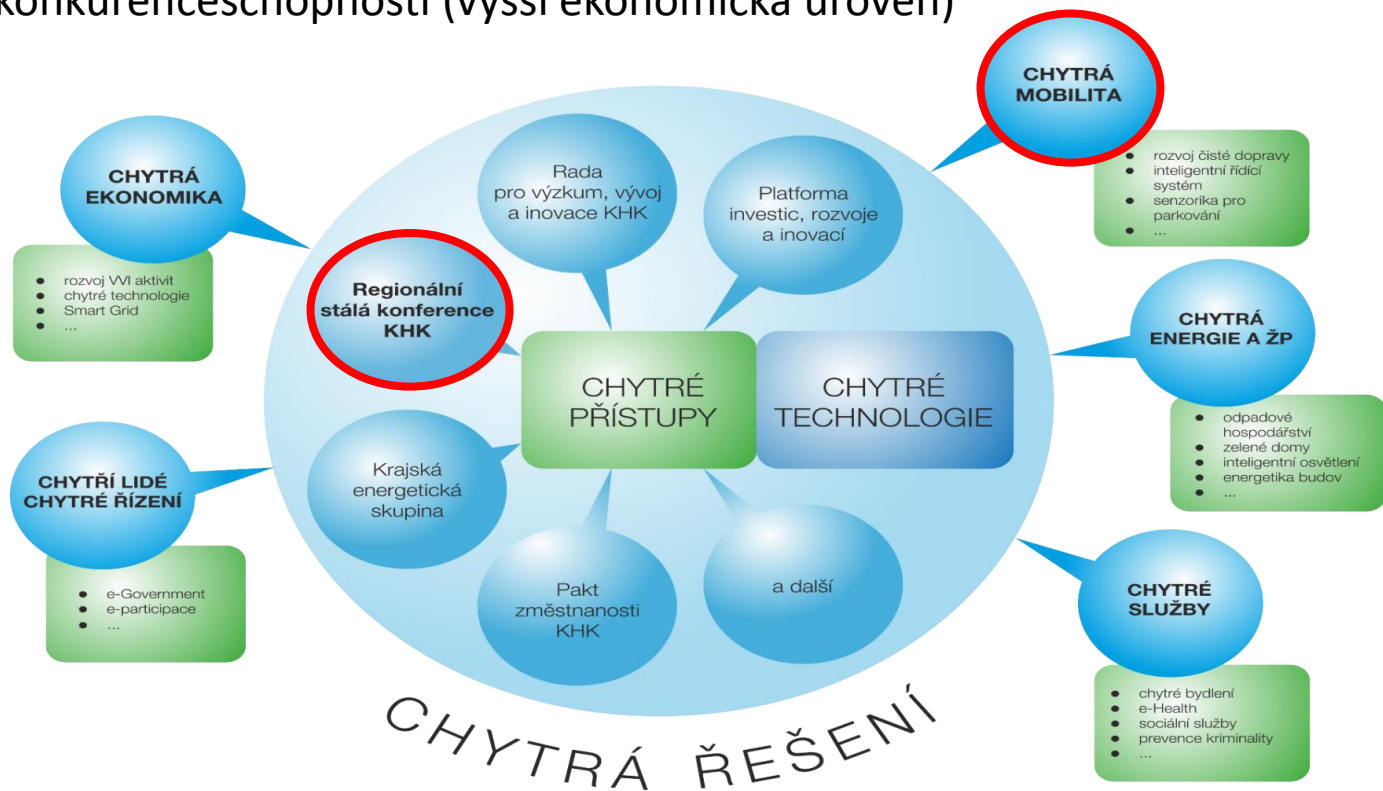 konkurenceschopnosti (vyšší ekonomická úroveň)
CHYTRÁ
MOBILITA
rozvoj čisté dopravy
inteligentní řídící
systém
senzorika pro
parkování
...
CHYTRÁ
EKONOMIKA
rozvoj VVI aktivit
chytré technologie
Smart Grid
...
Rada
pro výzkum, vývoj
a inovace KHK
Platforma
investic, rozvoje
a inovací
Regionální
stálá konference
KHK
CHYTRÉ
PŘÍSTUPY
CHYTRÉ
TECHNOLOGIE
CHYTRÁ
ENERGIE A ŽP
odpadové
hospodářství
zelené domy
inteligentní osvětlení
energetika budov
...
CHYTŘÍ LIDÉ
CHYTRÉ ŘÍZENÍ
e-Government
e-participace
...
Krajská
energetická
skupina
Pakt
změstnanosti
KHK
a další
CHYTRÉ
SLUŽBY
chytré bydlení
e-Health
sociální služby
prevence kriminality
...
CHYTRÁ ŘEŠENÍ